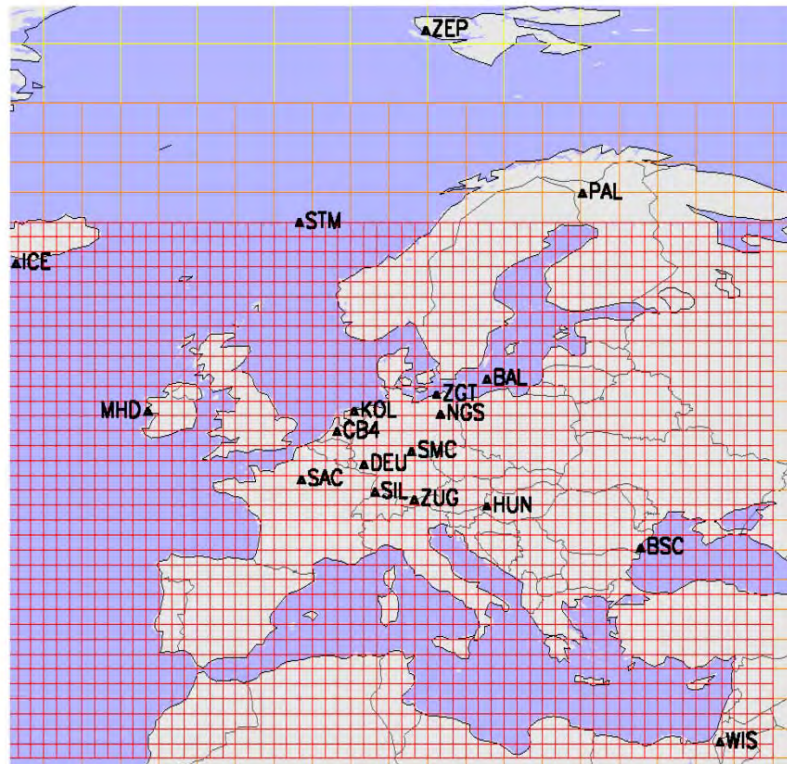 ZEP
PAL
STM
ICE
BAL
ZGT
MHD
KOL
NGS
CB4
SMC
DEU
SAC
SIL
ZUG
HUN
BSC
WIS